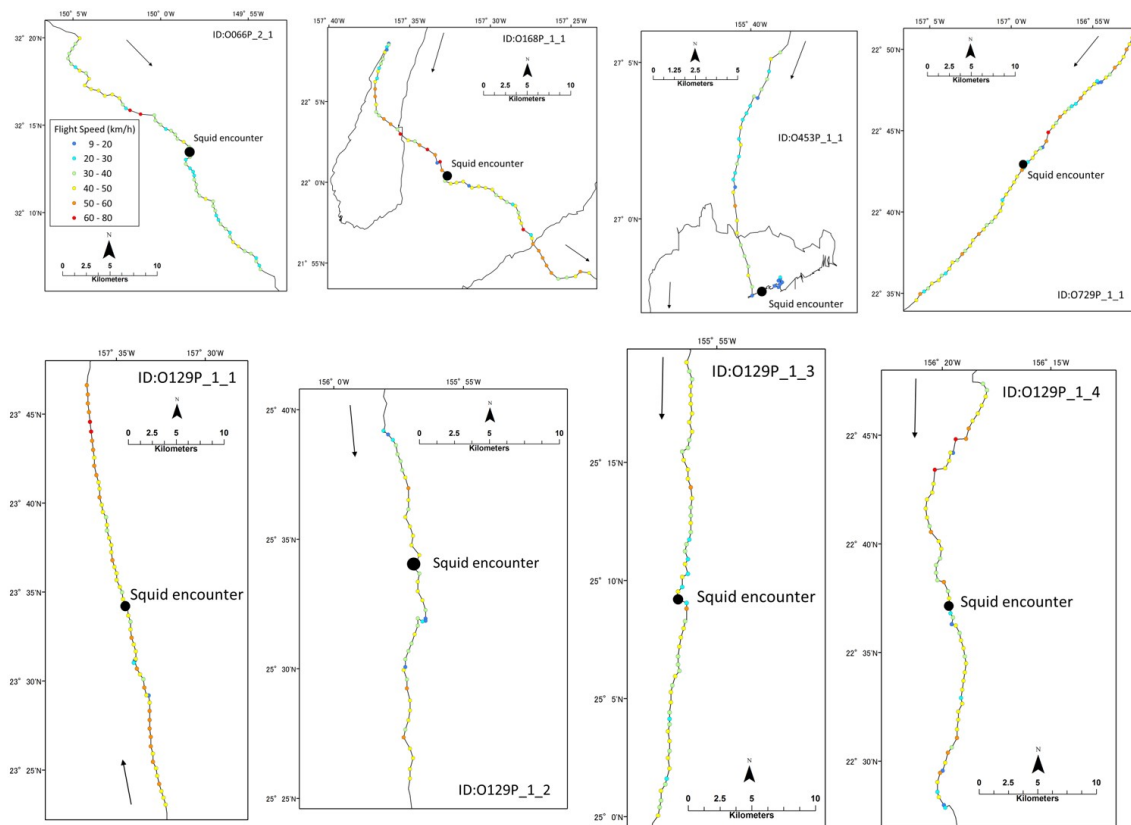 150° 5'W 150° 0'W 149° 55'W
32° 20'N
ID:O066P_2_1
32° 15'N
Squid encounter
Flight Speed (km/h)
9 - 20
20 - 30
30 - 40
40 - 50
50 - 60
60 - 80
32° 10'N
N
10 5 0 10
Kilometers
157° 40'W 157° 35'W 157° 30'W 157° 25'W
ID:O168P_1_1
N
10 5 0 10
Kilometers
22° 5'N
Squid encounter
22° 0'N
21° 55'N
155° 40'W
27° 5'N
N
0 1.25 2.5 5
Kilometers
ID:O453P_1_1
27° 0'N
Squid encounter
157° 5'W 157° 0'W 156° 55'W
22° 50'N
N
10 5 0 10
Kilometers
22° 45'N
Squid encounter
22° 40'N
22° 35'N
ID:O729P_1_1
157° 35'W 157° 30'W
ID:O129P_1_1
23° 45'N
N
0 2.5 5 10
Kilometers
23° 40'N
23° 35'N
Squid encounter
23° 30'N
23° 25'N
156° 0'W 155° 55'W
25° 40'N
N
0 2.5 5 10
Kilometers
25° 35'N
Squid encounter
25° 30'N
ID:O129P_1_2
25° 25'N
155° 55'W
ID:O129P_1_3
25° 15'N
25° 10'N
Squid encounter
25° 5'N
N
0 2.5 5 10
Kilometers
25° 0'N
156° 20'W 156° 15'W
ID:O129P_1_4
22° 45'N
22° 40'N
Squid encounter
22° 35'N
22° 30'N
N
0 2.5 5 10
Kilometers